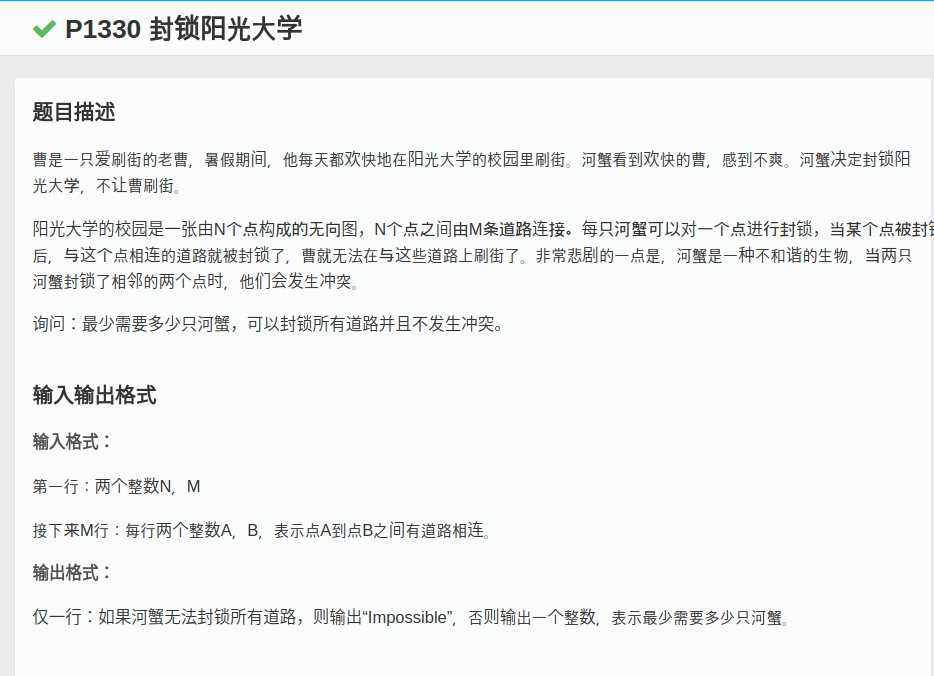 P1330 封锁阳光大学
题目描述
曹是一只爱刷街的老曹，暑假期间，他每天都欢快地在阳光大学的校园里刷街。河蟹看到欢快的曹，感到不爽。河蟹决定封锁阳
光大学，不让曹刷街。
阳光大学的校园是一张由N个点构成的无向图，N个点之间由M条道路连接。每只河蟹可以对一个点进行封锁，当某个点被封锁
后，与这个点相连的道路就被封锁了，曹就无法在与这些道路上刷街了。非常悲剧的一点是，河蟹是一种不和谐的生物，当两只
河蟹封锁了相邻的两个点时，他们会发生冲突。
询问：最少需要多少只河蟹，可以封锁所有道路并且不发生冲突。
输入输出格式
输入格式：
第一行：两个整数N，M
接下来M行：每行两个整数A，B，表示点A到点B之间有道路相连。
输出格式：
仅一行：如果河蟹无法封锁所有道路，则输出“Impossible”，否则输出一个整数，表示最少需要多少只河蟹。